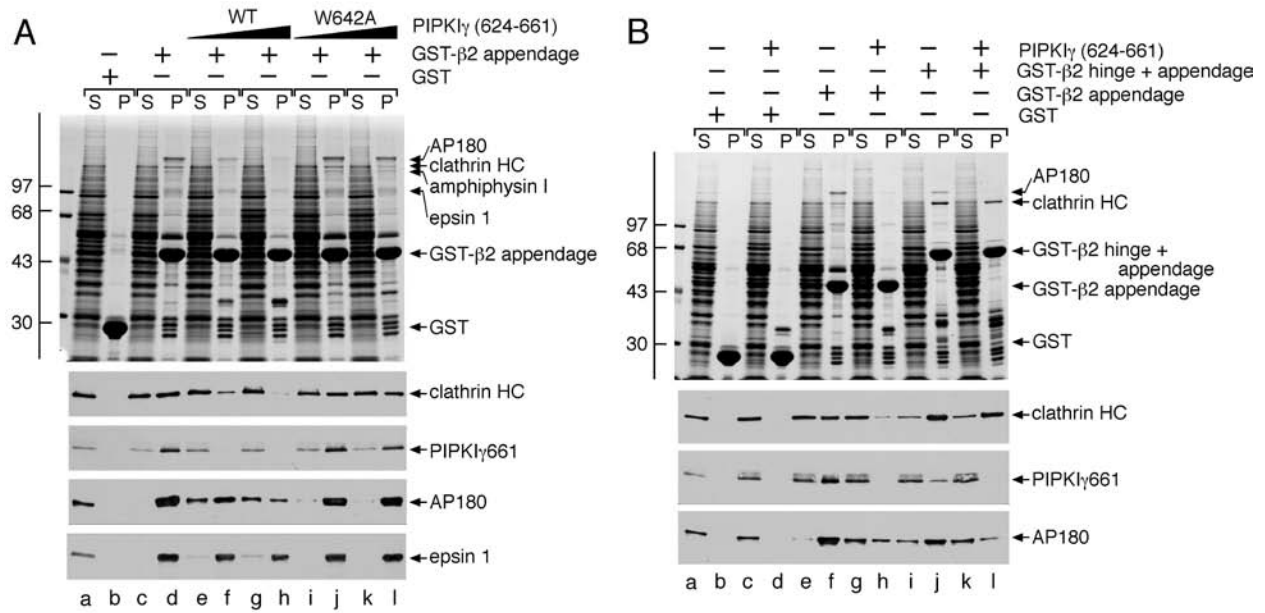 A
WT W642A PIPKIγ (624-661)
− + + + + + GST-β2 appendage
+ − − − − − GST
S P S P S P S P S P S P
97
68
43
30
AP180
clathrin HC
amphiphysin I
epsin 1
GST-β2 appendage
GST
clathrin HC
PIPKIγ661
AP180
epsin 1
a b c d e f g h i j k l
B
− + − + − + PIPKIγ (624-661)
− − − − + + GST-β2 hinge + appendage
− − + + − − GST-β2 appendage
+ + − − − − GST
S P S P S P S P S P S P
97
68
43
30
AP180
clathrin HC
GST-β2 hinge +
appendage
GST-β2 appendage
GST
clathrin HC
PIPKIγ661
AP180
a b c d e f g h i j k l